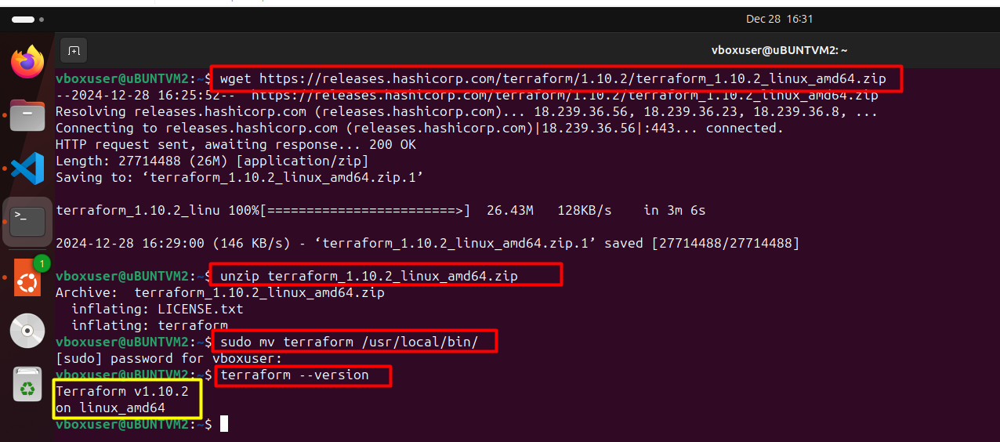 Dec 28 16:31
vboxuser@uBUNTVM2: ~
vboxuser@uBUNTVM2:~$ wget https://releases.hashicorp.com/terraform/1.10.2/terraform_1.10.2_linux_amd64.zip
--2024-12-28 16:25:52-- https://releases.hashicorp.com/terraform/1.10.2/terraform_1.10.2_linux_amd64.zip
Resolving releases.hashicorp.com (releases.hashicorp.com)... 18.239.36.56, 18.239.36.23, 18.239.36.8, ...
Connecting to releases.hashicorp.com (releases.hashicorp.com)|18.239.36.56|:443... connected.
HTTP request sent, awaiting response... 200 OK
Length: 27714488 (26M) [application/zip]
Saving to: ‘terraform_1.10.2_linux_amd64.zip.1’
terraform_1.10.2_linu 100%[========================>] 26.43M 128KB/s in 3m 6s
2024-12-28 16:29:00 (146 KB/s) - ‘terraform_1.10.2_linux_amd64.zip.1’ saved [27714488/27714488]
1
vboxuser@uBUNTVM2:~$ unzip terraform_1.10.2_linux_amd64.zip
Archive: terraform_1.10.2_linux_amd64.zip
inflating: LICENSE.txt
inflating: terraform
vboxuser@uBUNTVM2:~$ sudo mv terraform /usr/local/bin/
[sudo] password for vboxuser:
vboxuser@uBUNTVM2:~$ terraform --version
Terraform v1.10.2
on linux_amd64
vboxuser@uBUNTVM2:~$